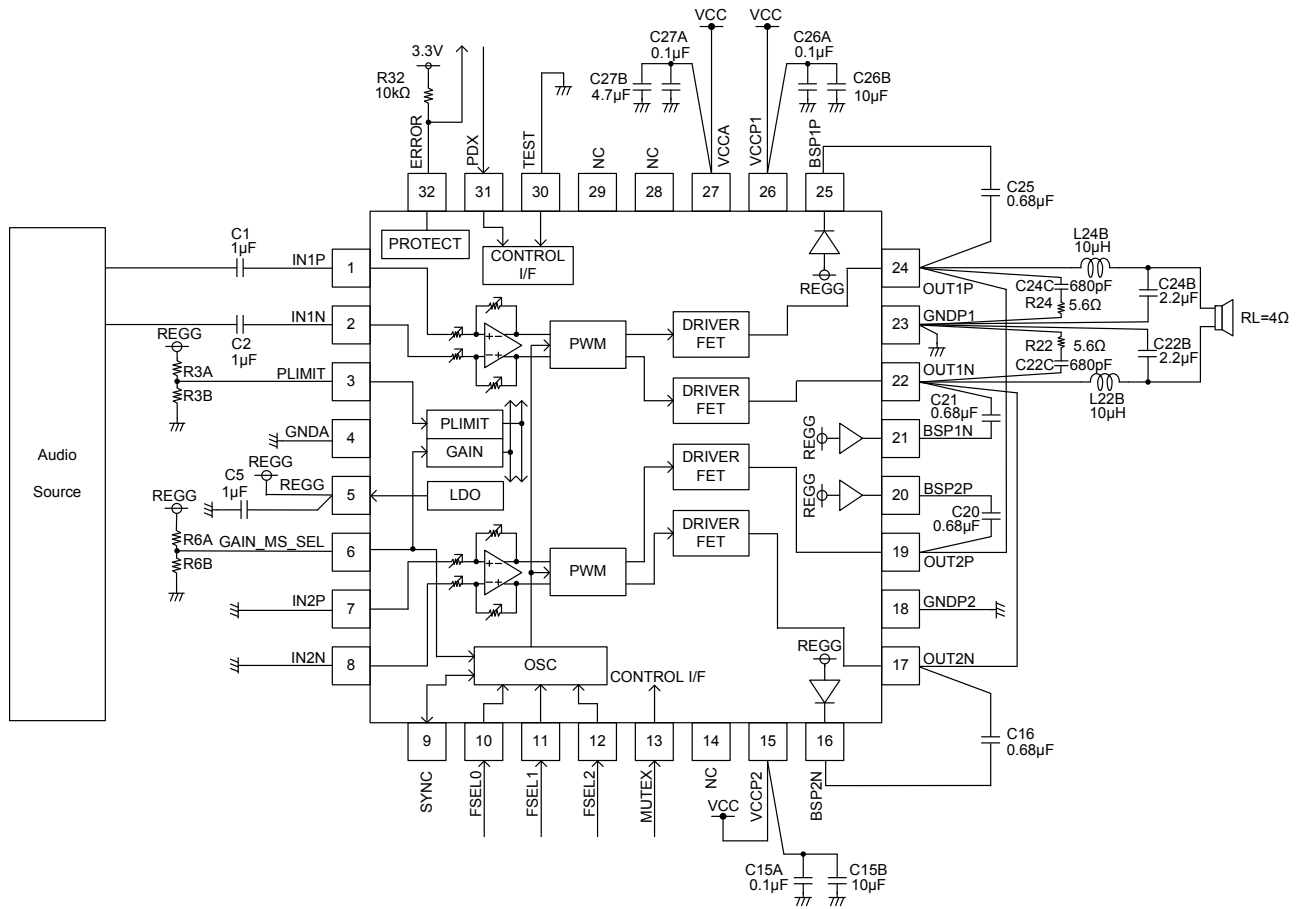 VCC
VCC
C27A
0.1µF
C26A
0.1µF
3.3V
R32
10kΩ
C27B
4.7µF
C26B
10µF
ERROR
PDX
TEST
NC
NC
VCCA
VCCP1
BSP1P
32
31
30
29
28
27
26
25
C25
0.68µF
PROTECT
CONTROL
I/F
REGG
C1
1µF
IN1P
1
24
OUT1P
L24B
10µH
C24C
680pF
C24B
2.2µF
R24
5.6Ω
IN1N
2
C2
1µF
PWM
DRIVER
FET
23
GNDP1
RL=4Ω
REGG
R3A
R3B
PLIMIT
3
DRIVER
FET
22
OUT1N
R22
5.6Ω
C22C
680pF
C22B
2.2µF
L22B
10µH
C21
0.68µF
GNDA
4
PLIMIT
GAIN
REGG
21
BSP1N
Audio
Source
REGG
C5
1µF
REGG
5
LDO
DRIVER
FET
REGG
20
BSP2P
C20
0.68µF
REGG
R6A
R6B
GAIN_MS_SEL
6
DRIVER
FET
19
OUT2P
PWM
IN2P
7
18
GNDP2
IN2N
8
OSC
CONTROL I/F
REGG
17
OUT2N
9
10
11
12
13
14
15
16
C16
0.68µF
SYNC
FSEL0
FSEL1
FSEL2
MUTEX
NC
VCCP2
BSP2N
VCC
C15A
0.1µF
C15B
10µF